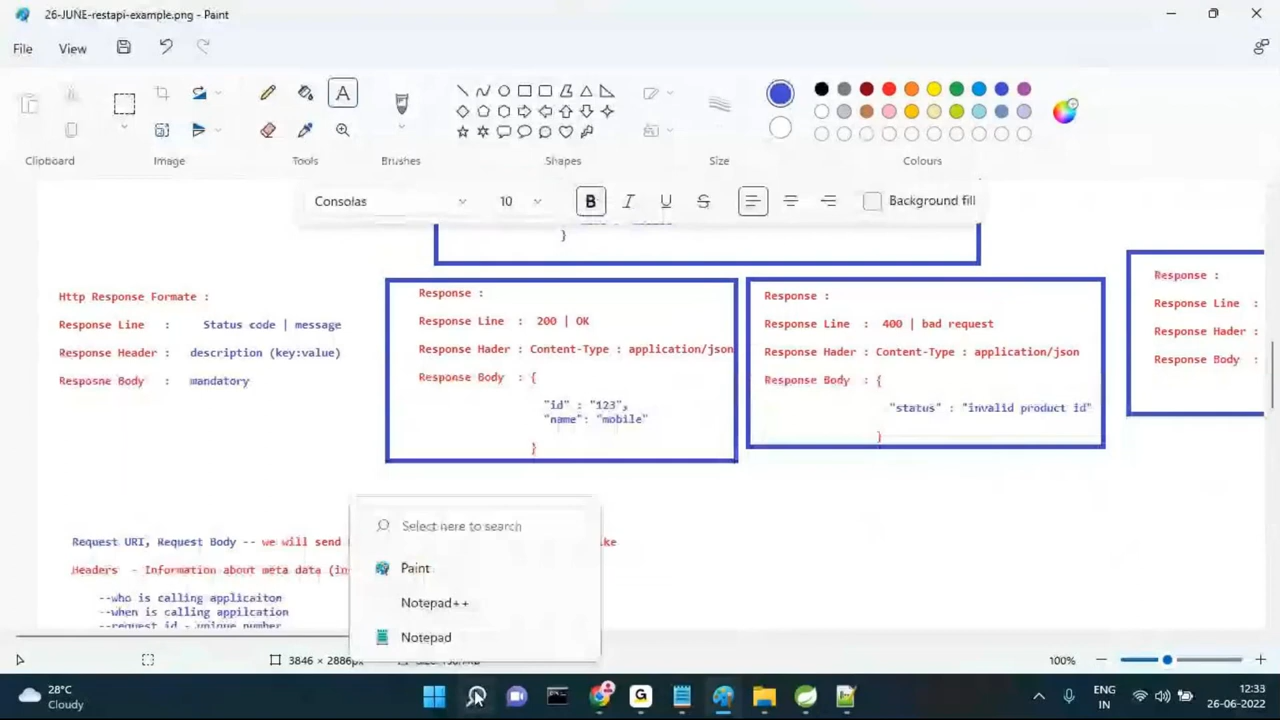 26-JUNE-restapi-example.png - Paint
File
View
Clipboard
Image
Tools
Brushes
Shapes
Size
Colours
Consolas
10
B
I
U
S
Background fill
}
Http Response Formate :
Response Line : Status code | message
Response Header : description (key:value)
Resposne Body : mandatory
Response :
Response Line : 200 | OK
Response Hader : Content-Type : application/json
Response Body : {
"id" : "123",
"name": "mobile"
}
Response :
Response Line : 400 | bad request
Response Hader : Content-Type : application/json
Response Body : {
"status" : "invalid product id"
}
Response :
Response Line :
Response Hader :
Response Body :
Request URI, Request Body -- we will send
Headers - Information about meta data (in
--who is calling applicaiton
--when is calling appilcation
--request id - unique number
Select here to search
Paint
Notepad++
Notepad
3846 × 2886px
100%
28°C
Cloudy
ENG
IN
12:33
26-06-2022